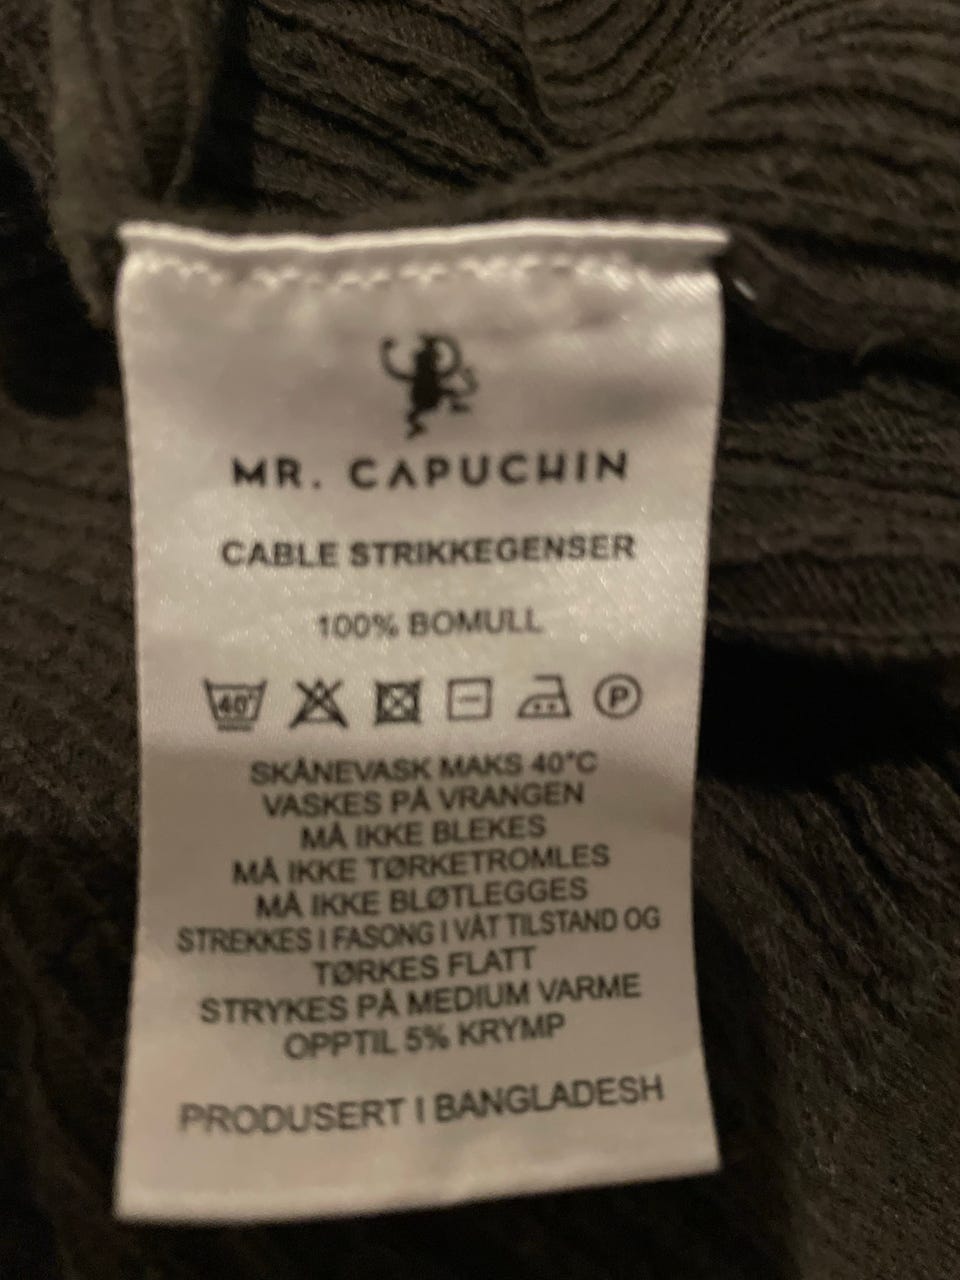 MR. CAPUCHIN
CABLE STRIKKEGENSER
100% BOMULL
40°
P
SKÅNEVASK MAKS 40°C
VASKES PÅ VRANGEN
MÅ IKKE BLEKES
MÅ IKKE TØRKETROMLES
MÅ IKKE BLØTLEGGES
STREKKES I FASONG I VÅT TILSTAND OG
TØRKES FLATT
STRYKES PÅ MEDIUM VARME
OPPTIL 5% KRYMP
PRODUSERT I BANGLADESH